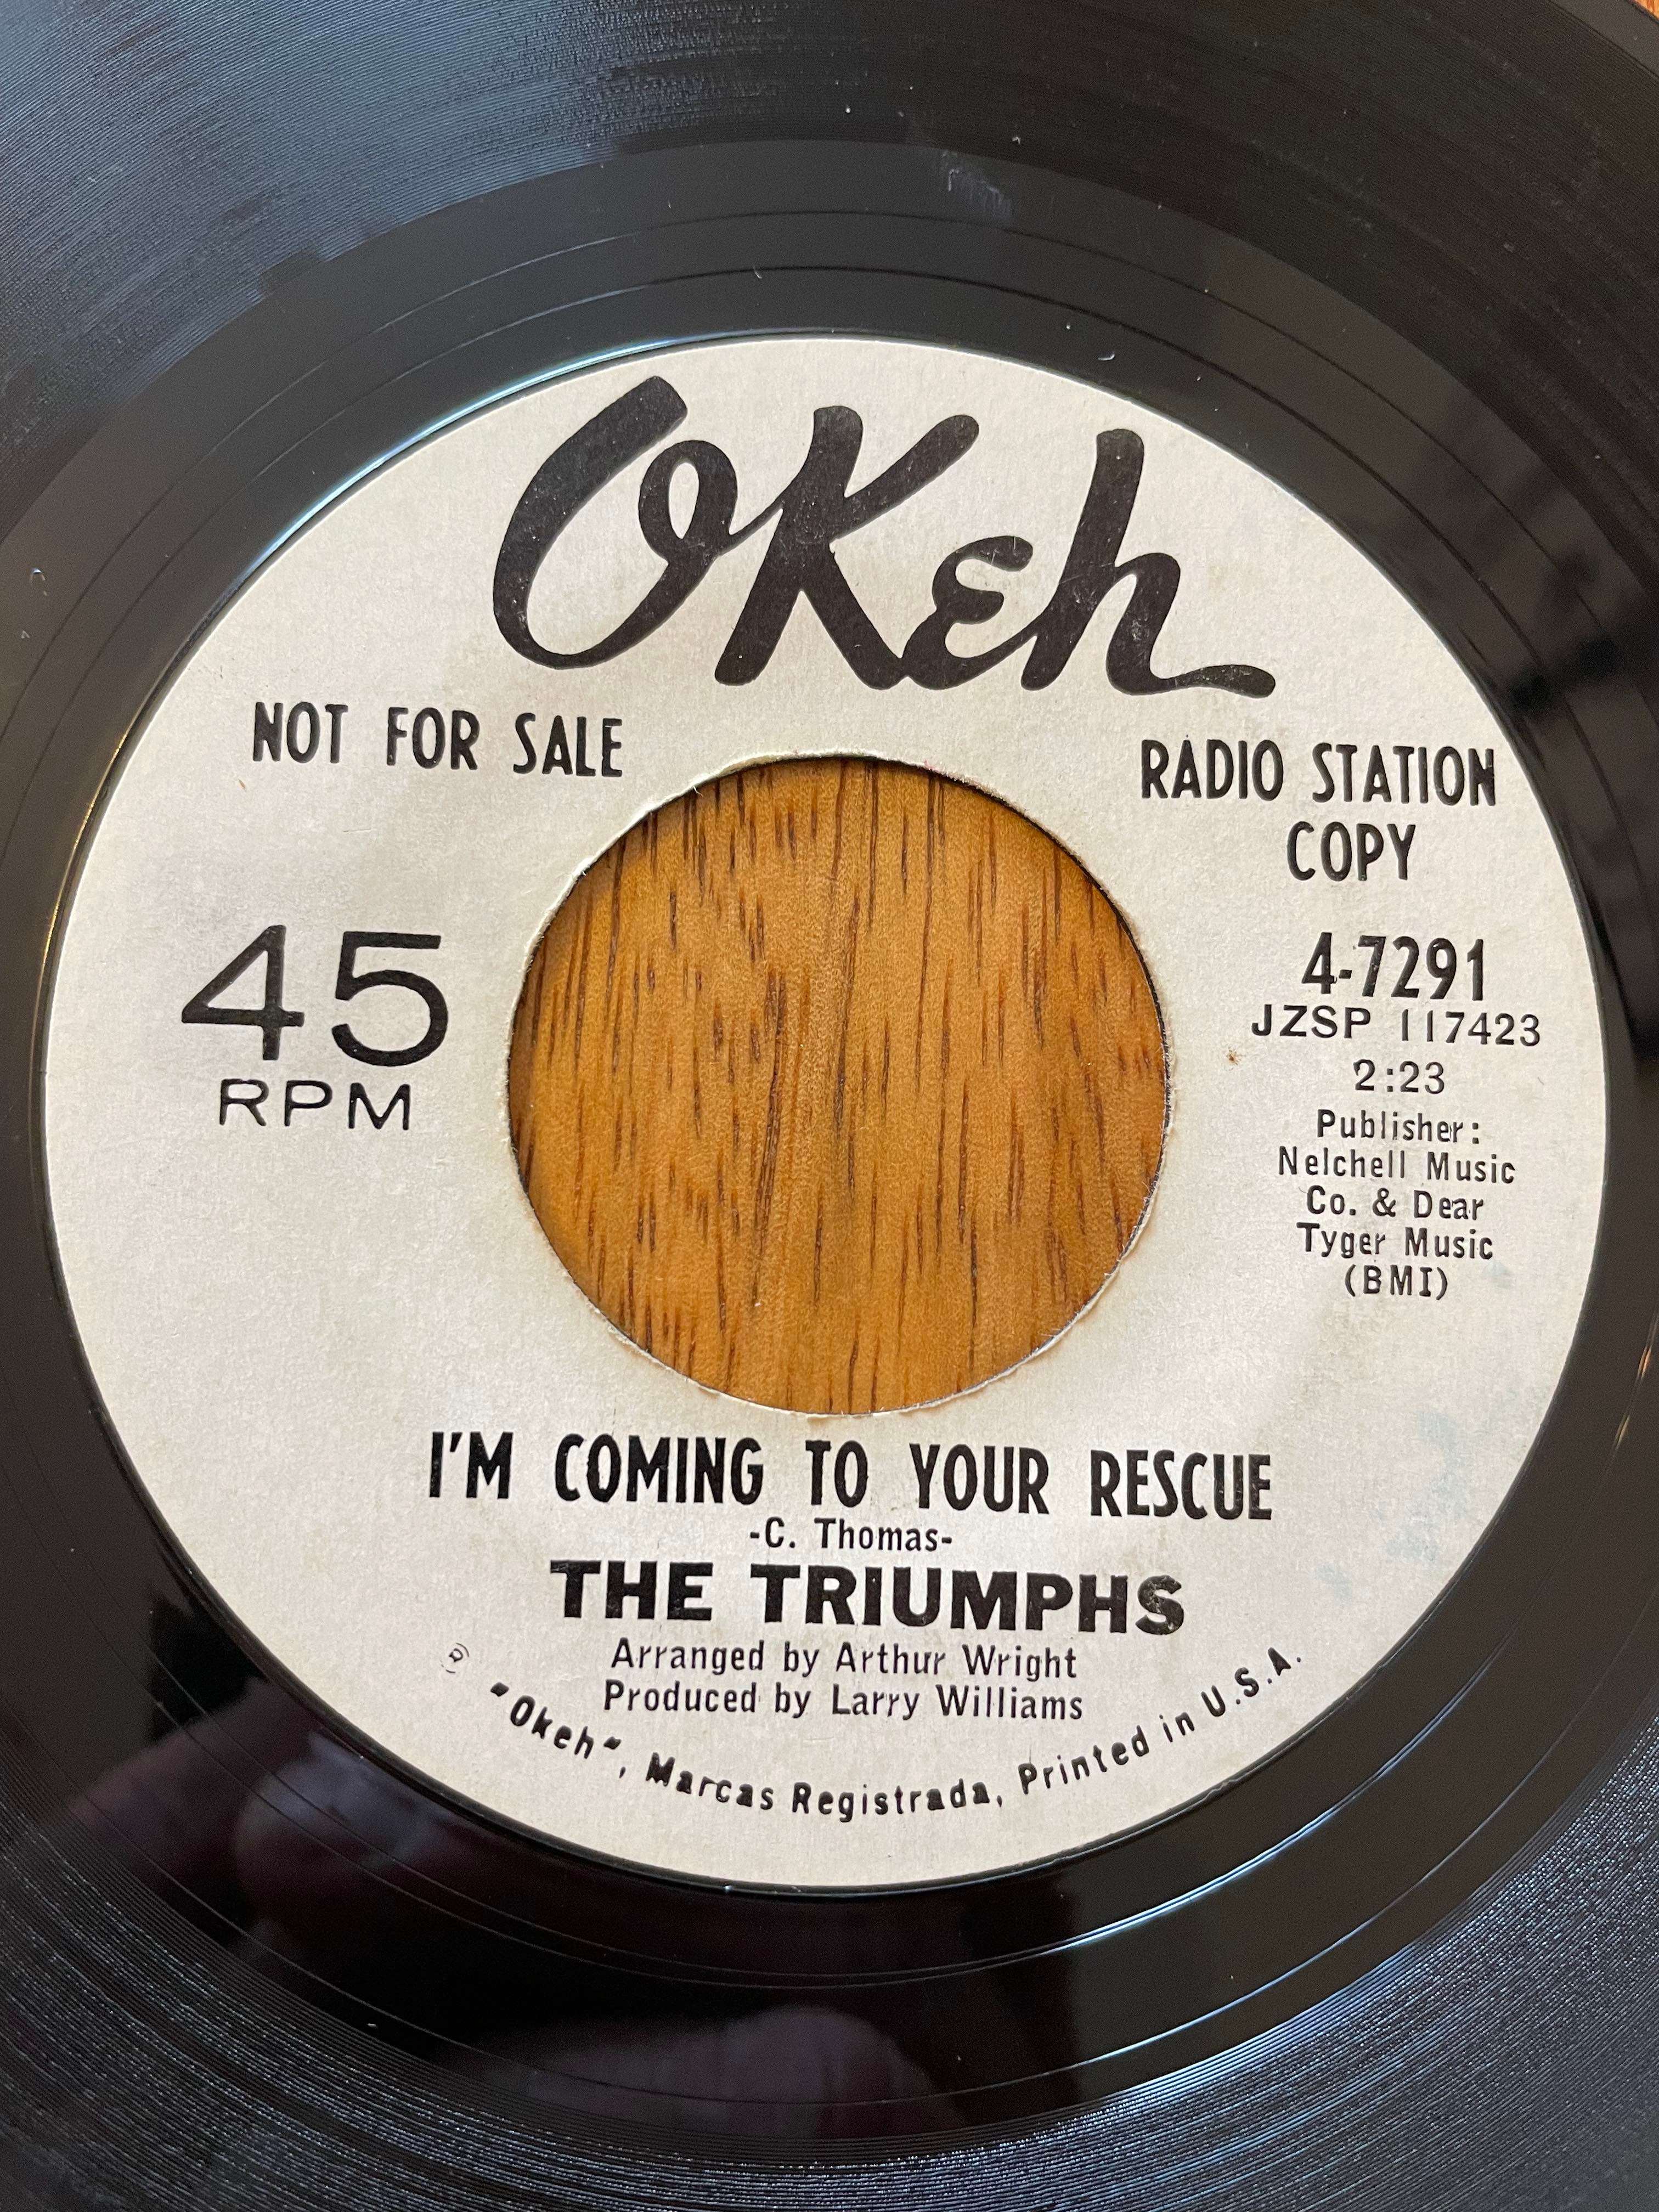 OKeh
NOT FOR SALE
RADIO STATION
COPY
45
RPM
4-7291
JZSP 117423
2:23
Publisher:
Nelchell Music
Co. & Dear
Tyger Music
(BMI)
I'M COMING TO YOUR RESCUE
-C. Thomas-
THE TRIUMPHS
Arranged by Arthur Wright
Produced by Larry Williams
℗ "Okeh", Marcas Registrada, Printed in U.S.A.